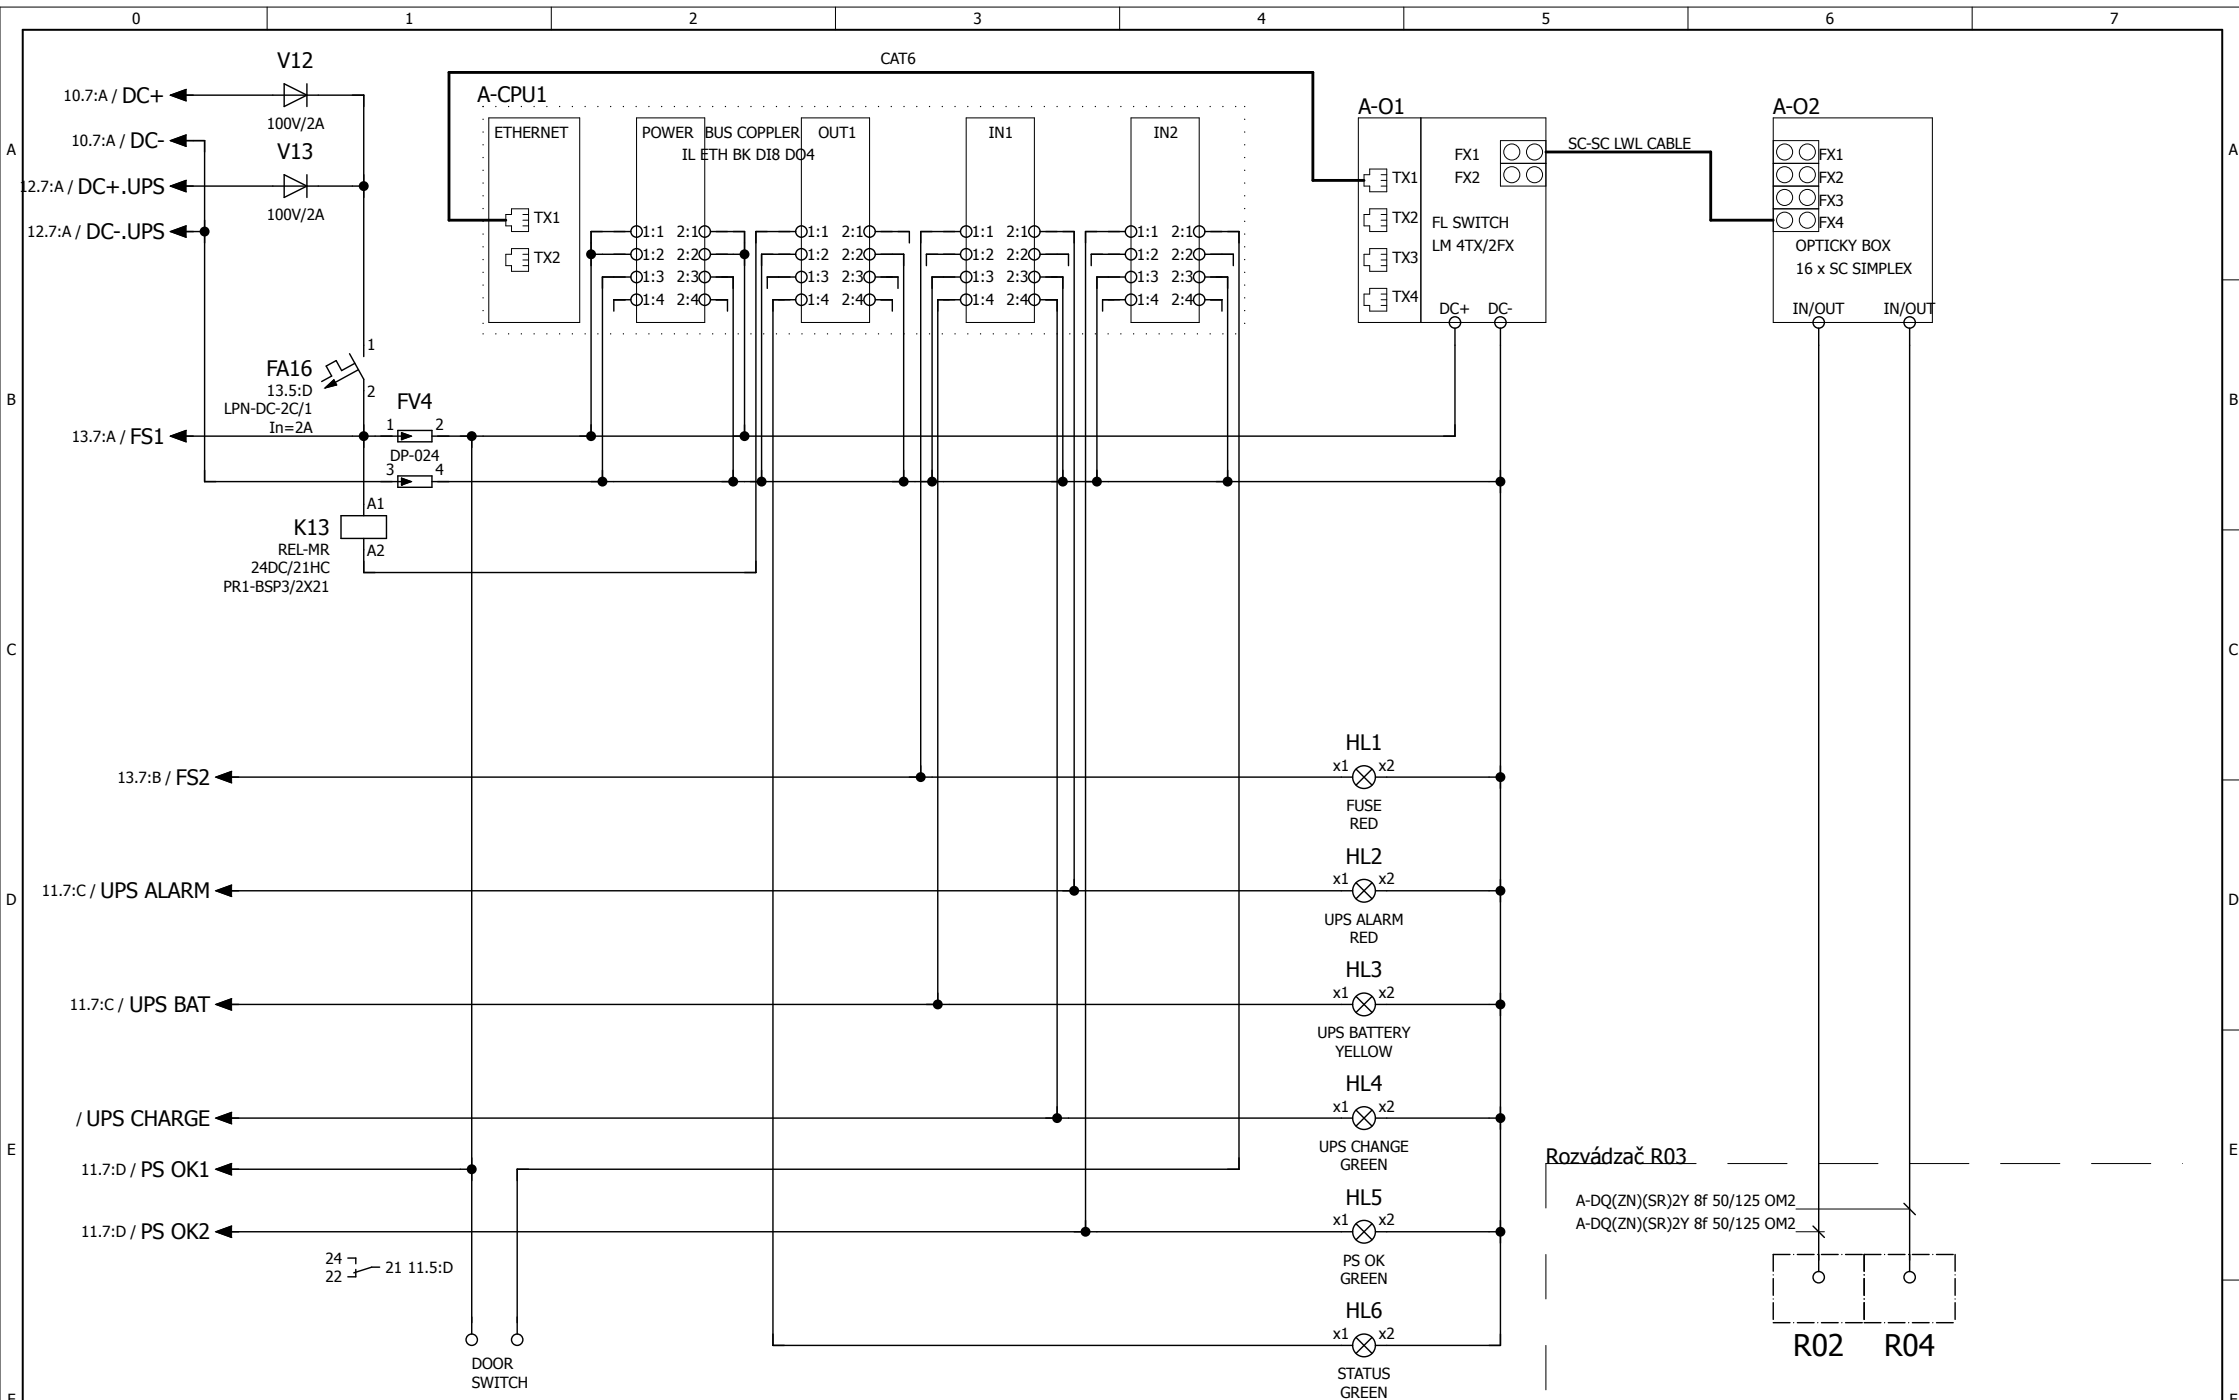 0 1 2 3 4 5 6 7
CAT6
V12
10.7:A / DC+
100V/2A
10.7:A / DC-
V13
12.7:A / DC+.UPS
100V/2A
12.7:A / DC-.UPS
A
B
C
D
E
A-CPU1
ETHERNET
TX1
TX2
POWER
BUS COPPLER
IL ETH BK DI8 DO4
OUT1
IN1
IN2
1:1 2:1
1:2 2:2
1:3 2:3
1:4 2:4
1:1 2:1
1:2 2:2
1:3 2:3
1:4 2:4
1:1 2:1
1:2 2:2
1:3 2:3
1:4 2:4
1:1 2:1
1:2 2:2
1:3 2:3
1:4 2:4
A-O1
TX1
TX2
TX3
TX4
FX1
FX2
FL SWITCH
LM 4TX/2FX
DC+ DC-
SC-SC LWL CABLE
A-O2
FX1
FX2
FX3
FX4
OPTICKY BOX
16 x SC SIMPLEX
IN/OUT IN/OUT
A
B
C
D
E
1
FA16
13.5:D
2
LPN-DC-2C/1
In=2A
FV4
13.7:A / FS1
1 2
DP-024
3 4
A1
K13
A2
REL-MR
24DC/21HC
PR1-BSP3/2X21
13.7:B / FS2
HL1
x1 x2
FUSE
RED
11.7:C / UPS ALARM
HL2
x1 x2
UPS ALARM
RED
11.7:C / UPS BAT
HL3
x1 x2
UPS BATTERY
YELLOW
/ UPS CHARGE
HL4
x1 x2
UPS CHANGE
GREEN
11.7:D / PS OK1
11.7:D / PS OK2
HL5
x1 x2
PS OK
GREEN
24
22
21 11.5:D
HL6
x1 x2
STATUS
GREEN
DOOR
SWITCH
Rozvádzač R03
A-DQ(ZN)(SR)2Y 8f 50/125 OM2
A-DQ(ZN)(SR)2Y 8f 50/125 OM2
R02 R04